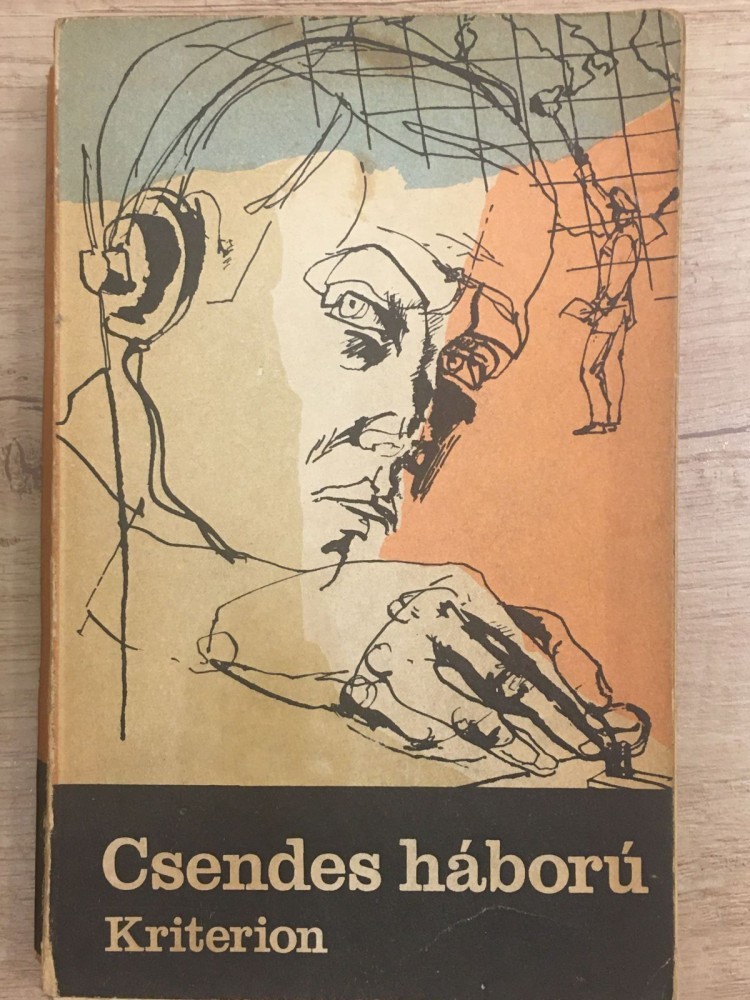 Csendes háború
Kriterion